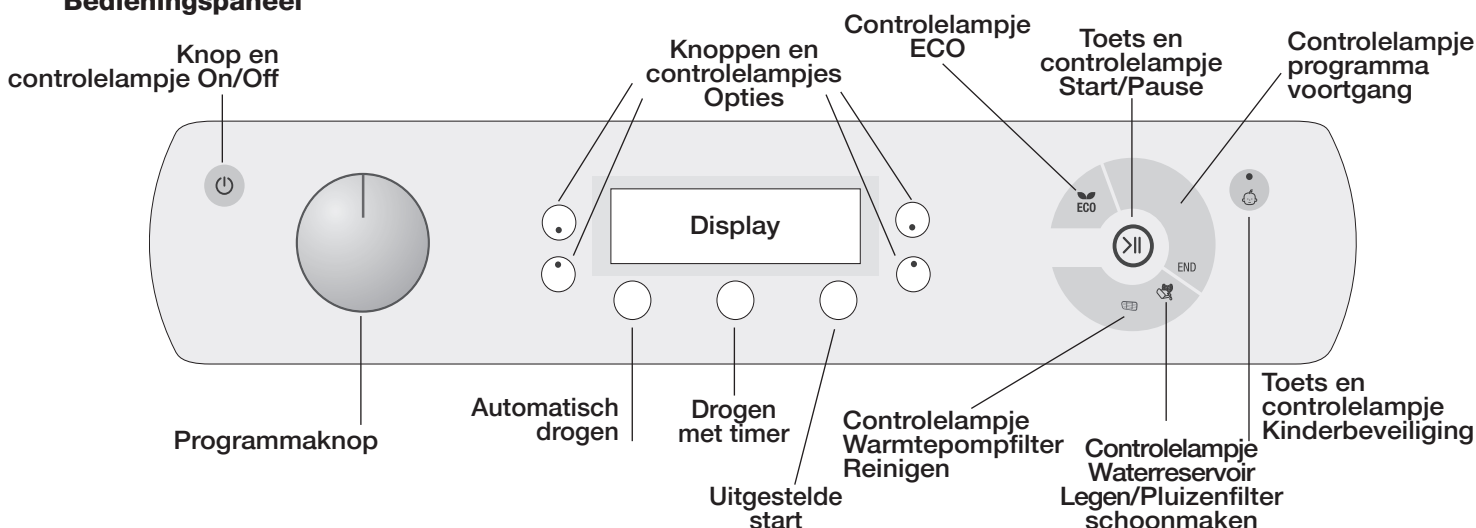 Bedieningspaneel
Knop en
controlelampje On/Off
Knoppen en
controlelampjes
Opties
Controlelampje
ECO
Toets en
controlelampje
Start/Pause
Controlelampje
programma
voortgang
ECO
Display
END
Programmaknop
Automatisch
drogen
Drogen
met timer
Uitgestelde
start
Controlelampje
Warmtepompfilter
Reinigen
Controlelampje
Waterreservoir
Legen/Pluizenfilter
schoonmaken
Toets en
controlelampje
Kinderbeveiliging